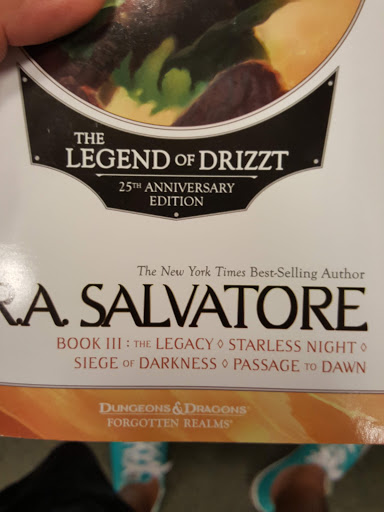 THE
LEGEND OF DRIZZT
25TH ANNIVERSARY
EDITION
The New York Times Best-Selling Author
R.A. SALVATORE
BOOK III : THE LEGACY ◊ STARLESS NIGHT ◊
SIEGE OF DARKNESS ◊ PASSAGE TO DAWN
DUNGEONS & DRAGONS®
FORGOTTEN REALMS®